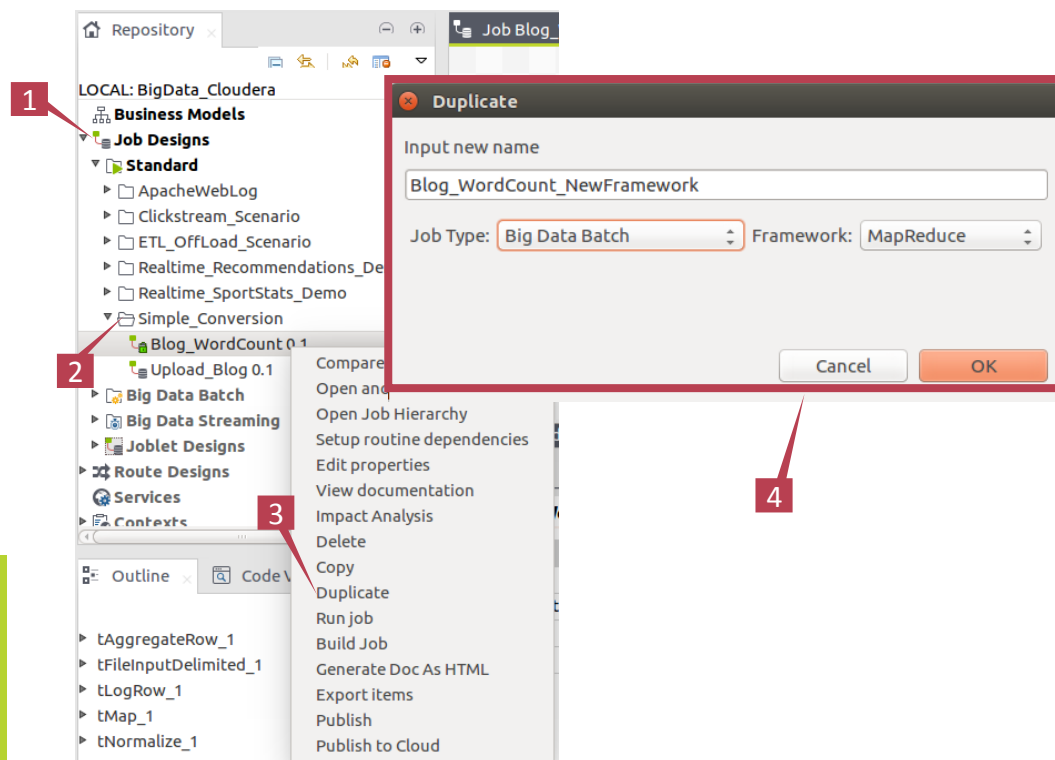 Repository
Job Blog_
LOCAL: BigData_Cloudera
1
Business Models
Job Designs
Standard
ApacheWebLog
Clickstream_Scenario
ETL_OffLoad_Scenario
Realtime_Recommendations_De
Realtime_SportStats_Demo
Simple_Conversion
2
Blog_WordCount 0.1
Upload_Blog 0.1
Big Data Batch
Big Data Streaming
Joblet Designs
Route Designs
Services
Contexts
Duplicate
Input new name
Blog_WordCount_NewFramework
Job Type: Big Data Batch Framework: MapReduce
Cancel OK
4
Compare
Open and
Open Job Hierarchy
Setup routine dependencies
Edit properties
View documentation
Impact Analysis
3
Delete
Copy
Duplicate
Run job
Build Job
Generate Doc As HTML
Export items
Publish
Publish to Cloud
Outline
Code
tAggregateRow_1
tFileInputDelimited_1
tLogRow_1
tMap_1
tNormalize_1